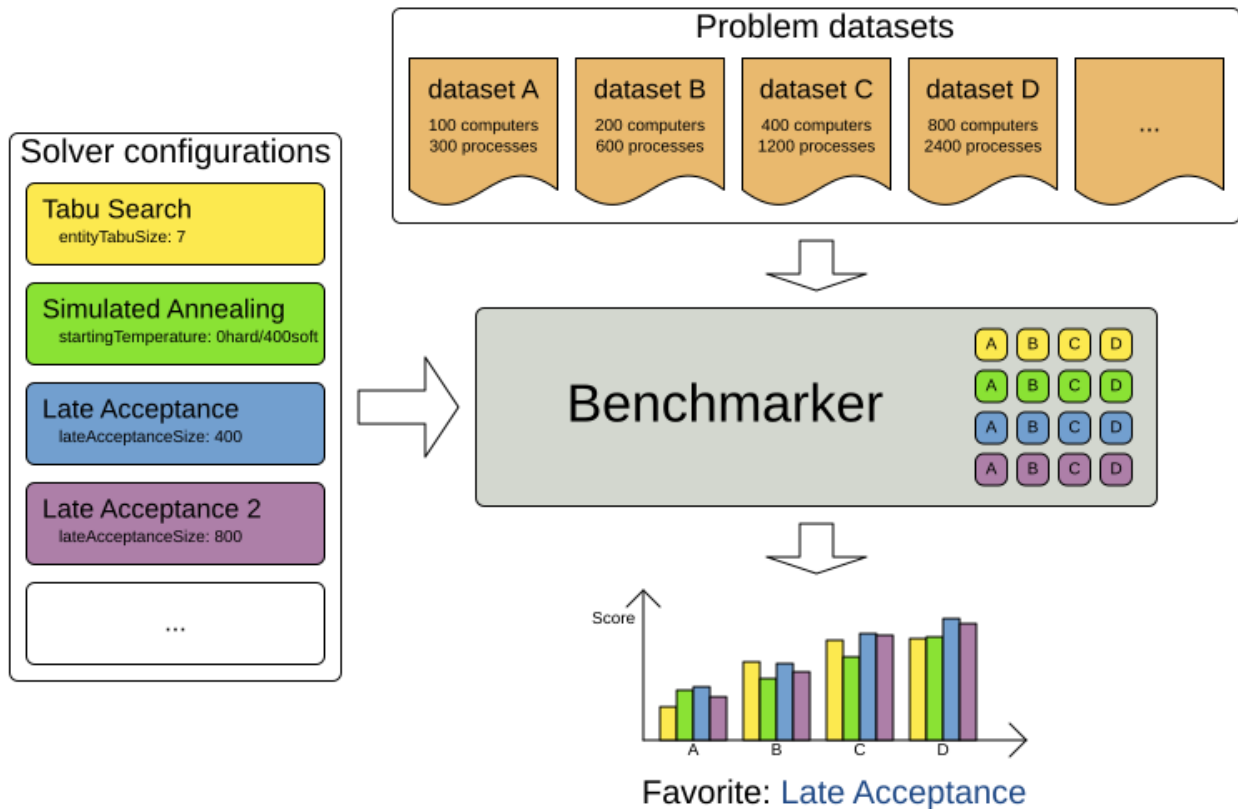 Problem datasets
dataset A
100 computers
300 processes
dataset B
200 computers
600 processes
dataset C
400 computers
1200 processes
dataset D
800 computers
2400 processes
...
Solver configurations
Tabu Search
entityTabuSize: 7
Simulated Annealing
startingTemperature: 0hard/400soft
Late Acceptance
lateAcceptanceSize: 400
Late Acceptance 2
lateAcceptanceSize: 800
...
Benchmarker
A B C D
A B C D
A B C D
A B C D
Score
A B C D
Favorite: Late Acceptance